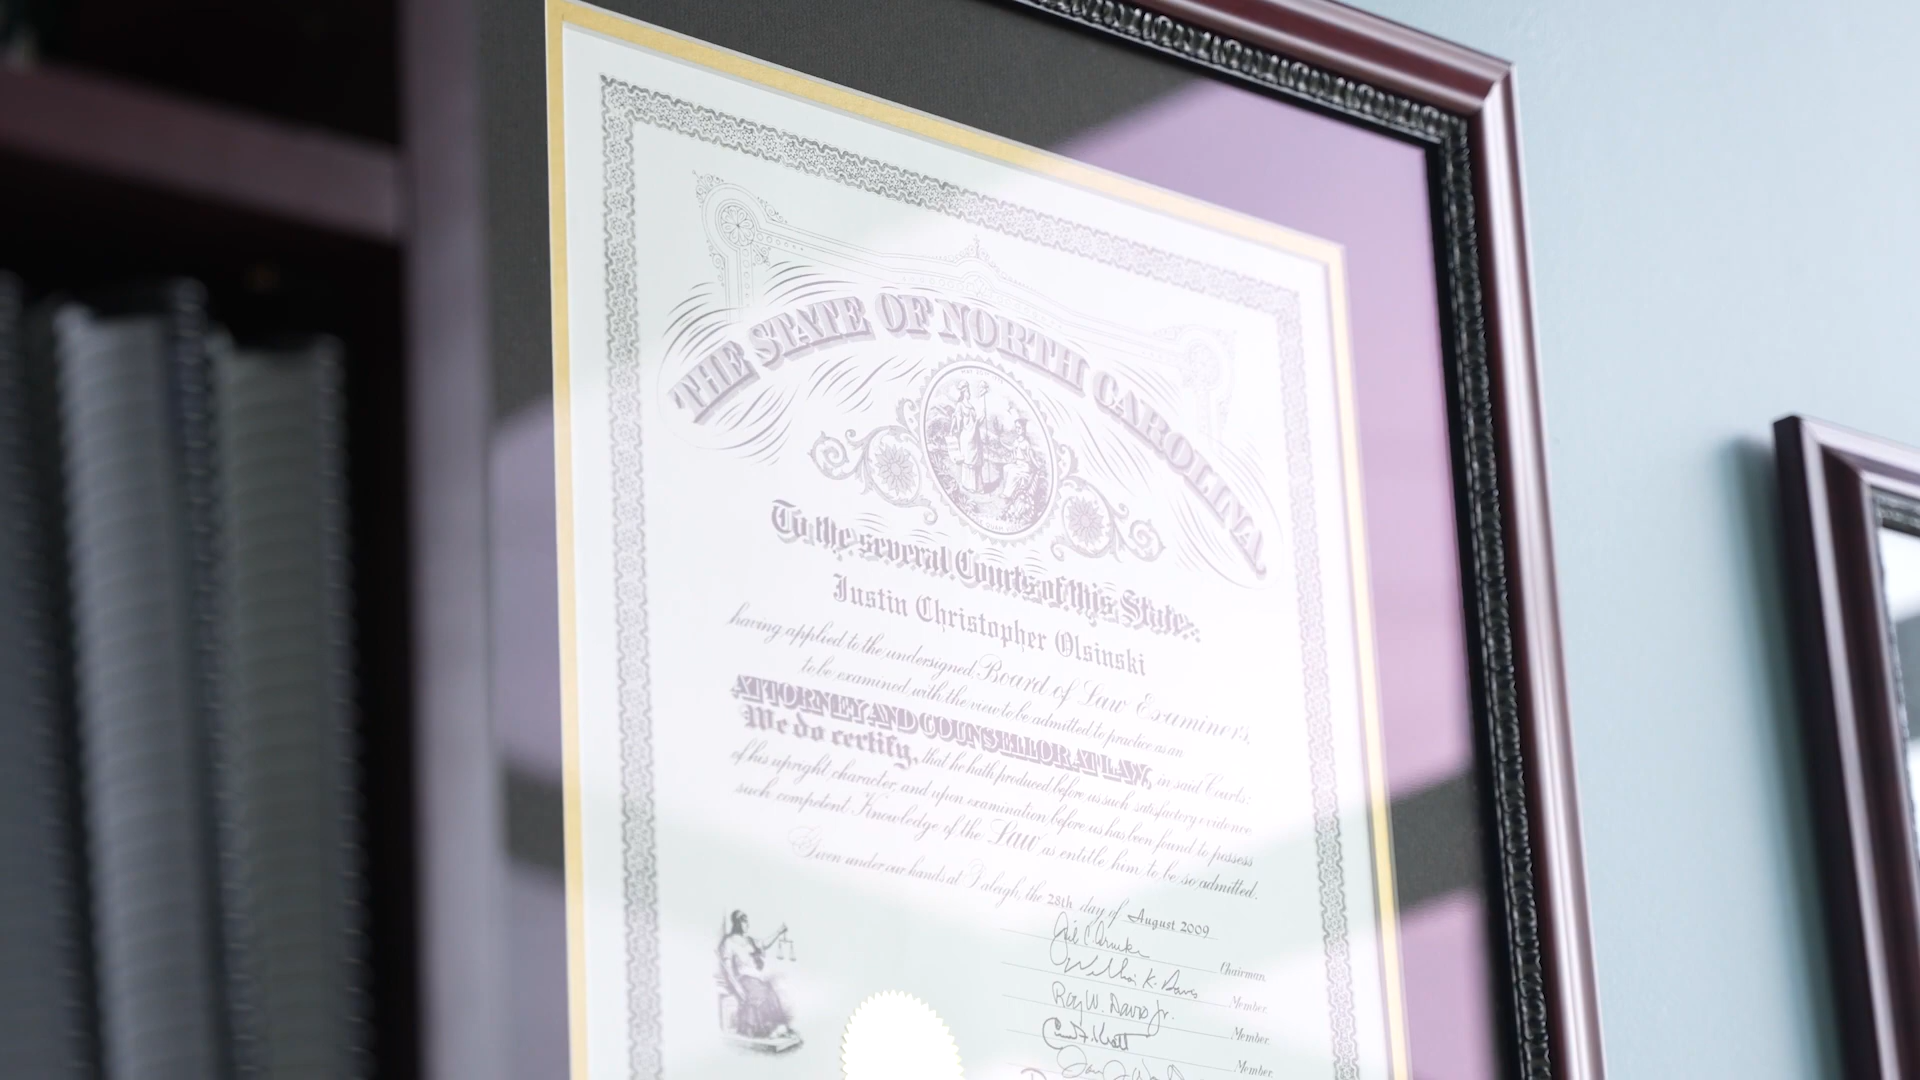 THE STATE OF NORTH CAROLINA
To the several Courts of this State:
Justin Christopher Olsinski
having applied to the undersigned Board of Law Examiners,
to be examined with the view to be admitted to practice as an
ATTORNEY AND COUNSELLOR AT LAW, in said Courts:
We do certify, that he hath produced before us such satisfactory evidence
of his upright character, and upon examination before us has been found to possess
such competent Knowledge of the Law as entitle him to be so admitted.
Given under our hands at Raleigh, the 28th day of August 2009
Chairman.
William K. Davis Member.
Roy W. Davis Jr. Member.
Member.
Member.